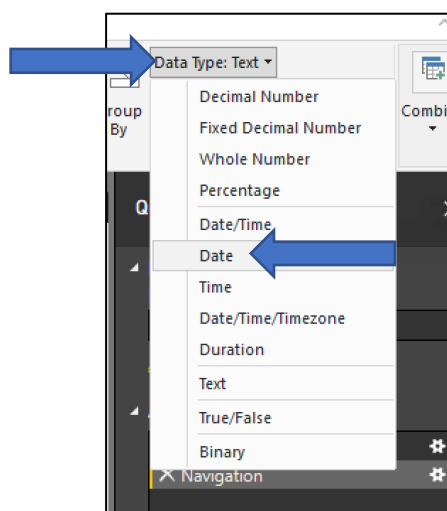 Data Type: Text
roup
By
Combi
Decimal Number
Fixed Decimal Number
Whole Number
Percentage
Date/Time
Date
Time
Date/Time/Timezone
Duration
Text
True/False
Binary
Q
Navigation